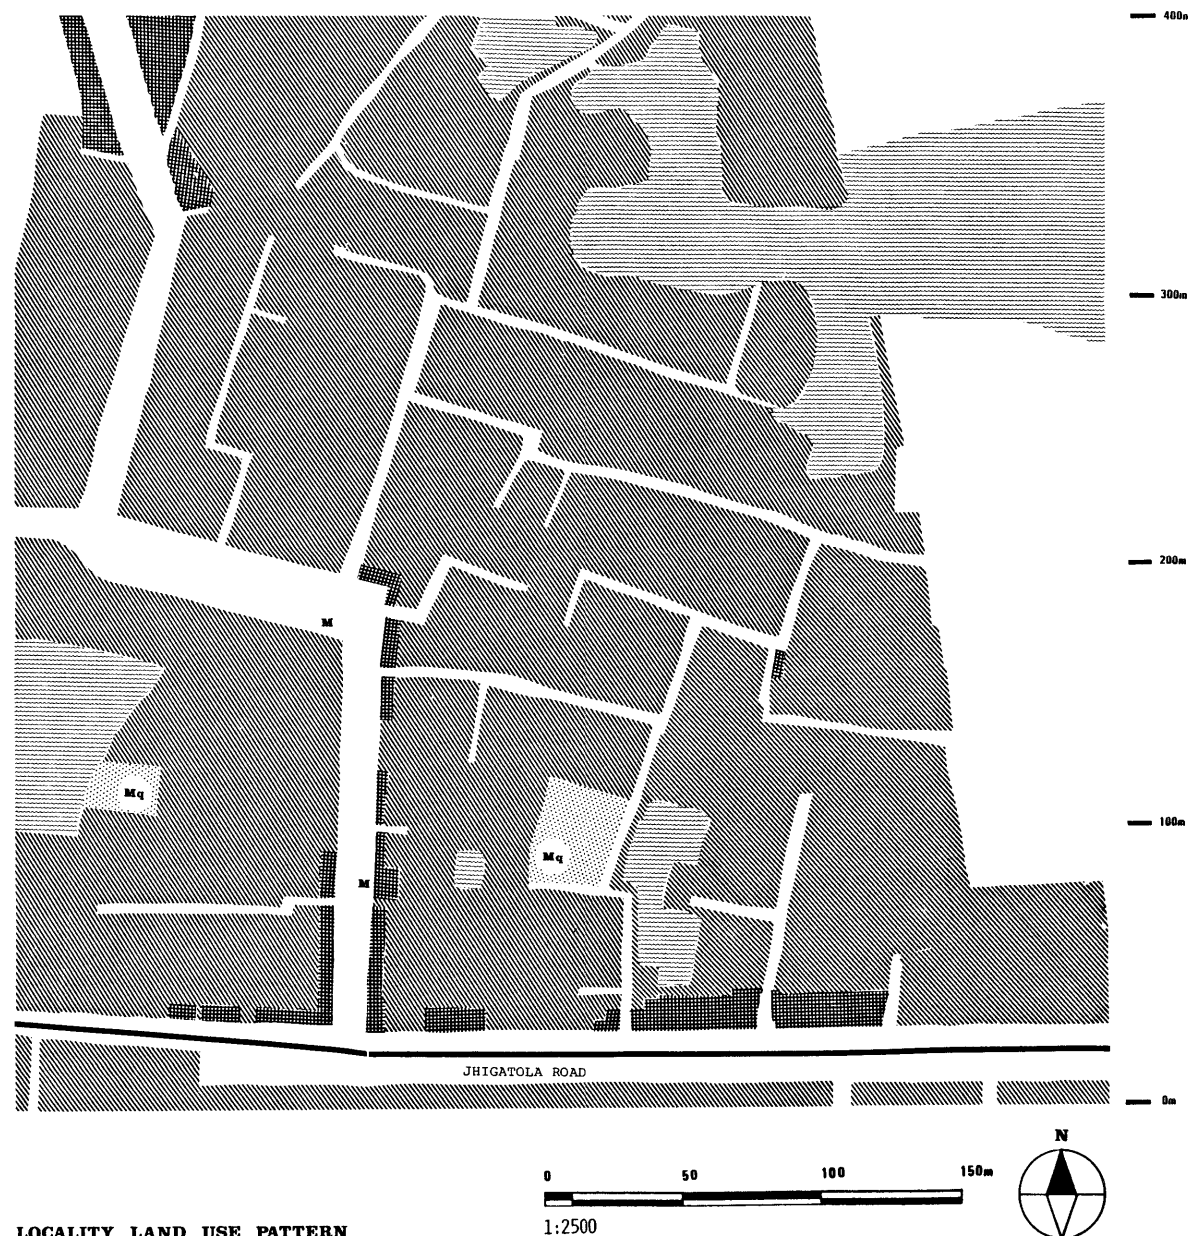 400m
300m
200m
M
Mq
100m
Mq
M
JHIGATOLA ROAD
0m
N
0 50 100 150m
1:2500
LOCALITY LAND USE PATTERN